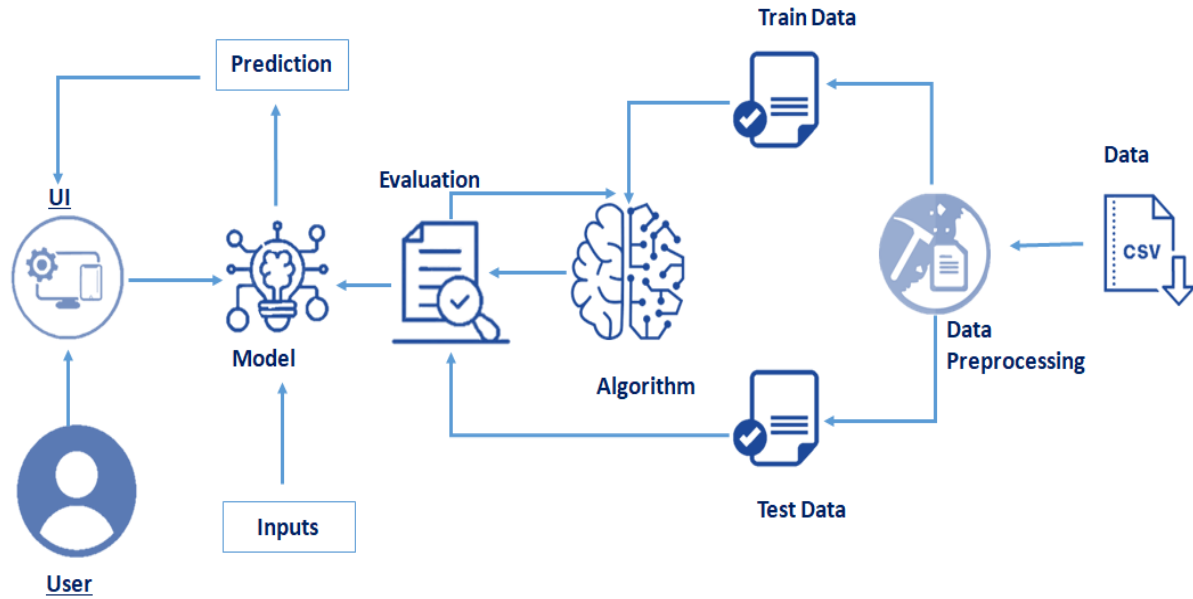 Train Data
Prediction
Data
Evaluation
UI
CSV
Model
Data
Preprocessing
Algorithm
Test Data
Inputs
User